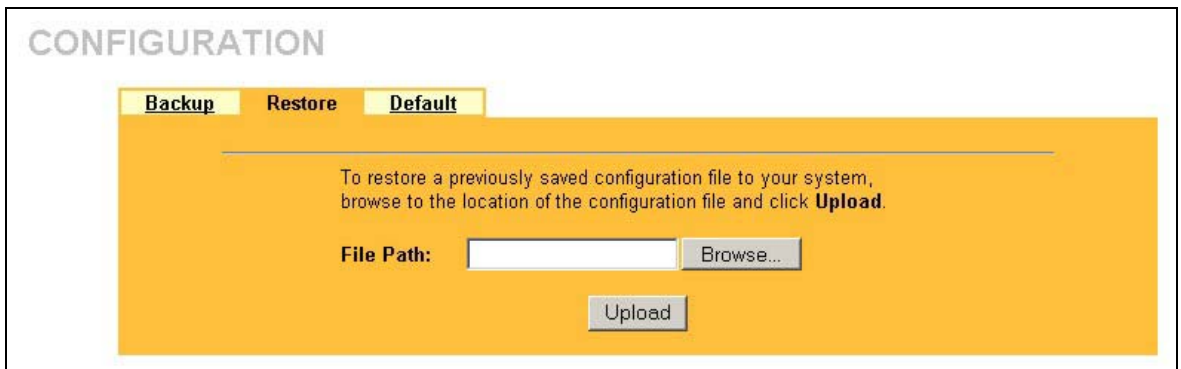 CONFIGURATION
Backup Restore Default
To restore a previously saved configuration file to your system,
browse to the location of the configuration file and click Upload.
File Path: Browse...
Upload